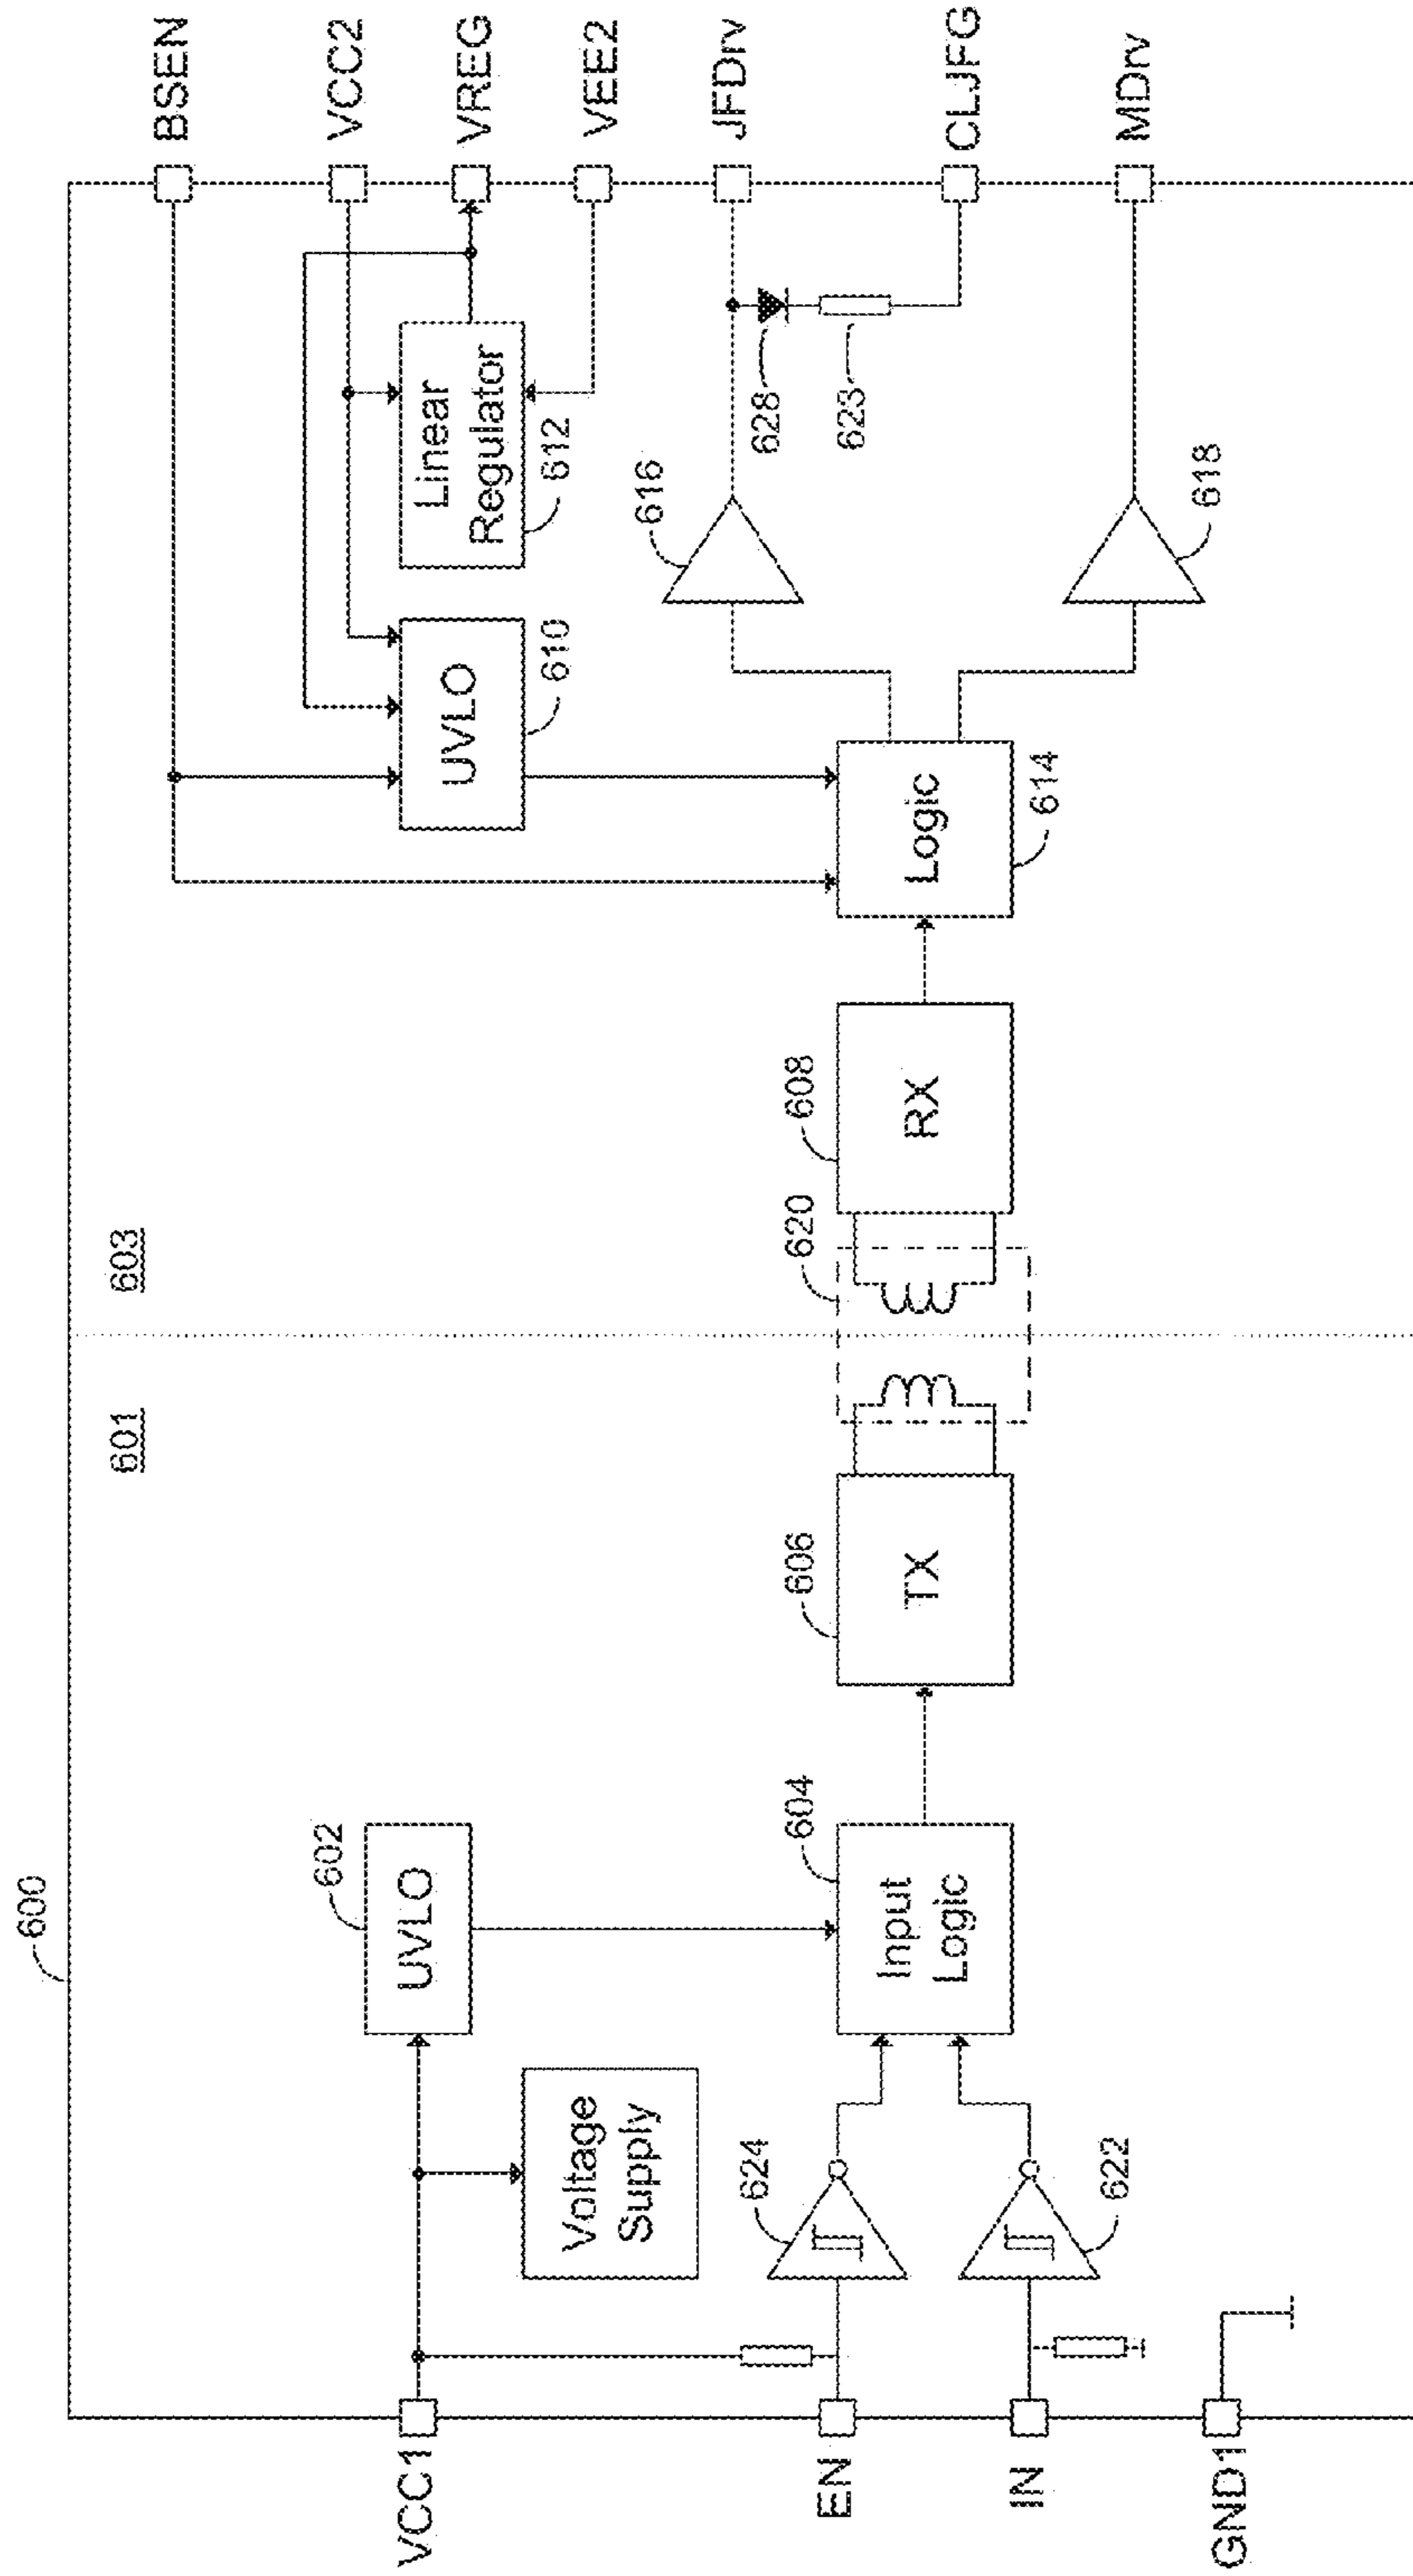 600
601
603
VCC1
EN
IN
GND1
UVLO
602
Voltage
Supply
624
622
Input
Logic
604
TX
606
620
RX
608
Logic
614
UVLO
610
Linear
Regulator
612
616
618
628
623
BSEN
VCC2
VREG
VEE2
JFDrv
CLJFG
MDrv